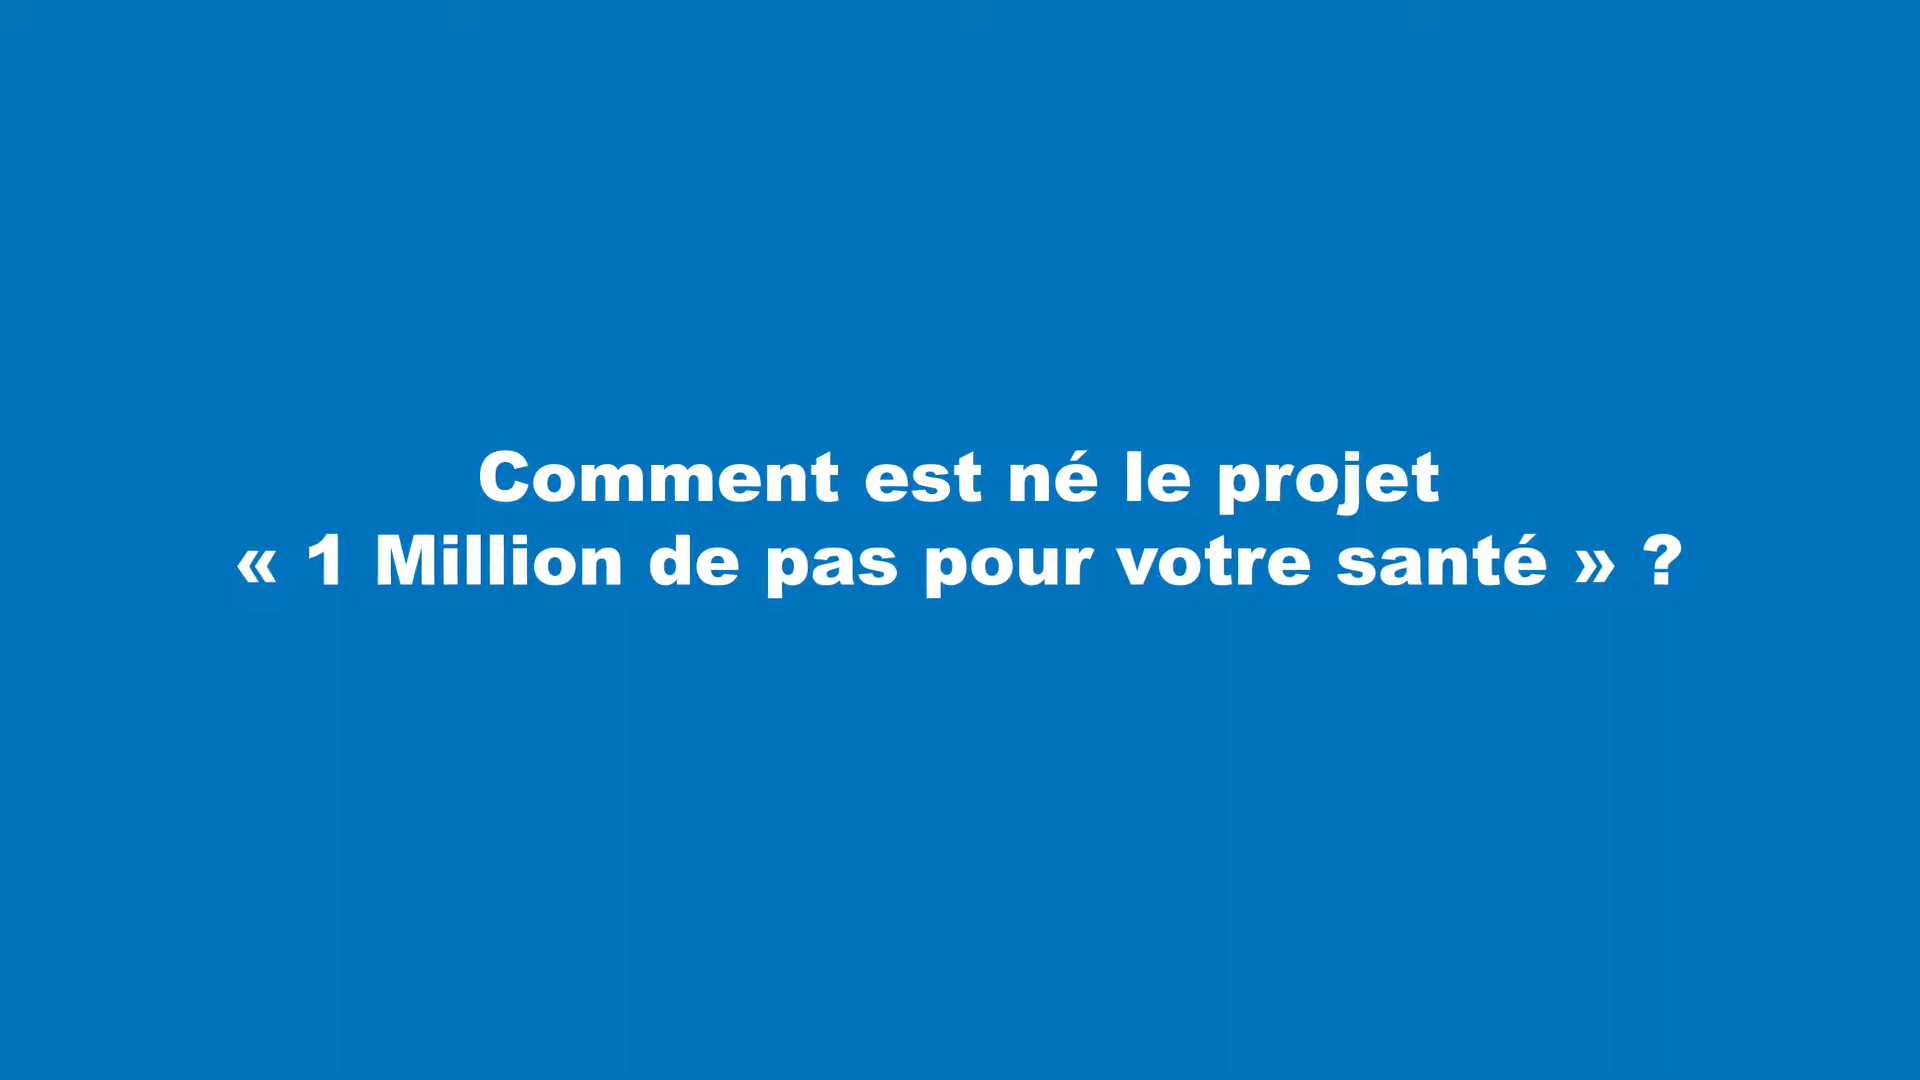 Comment est né le projet
« 1 Million de pas pour votre santé » ?